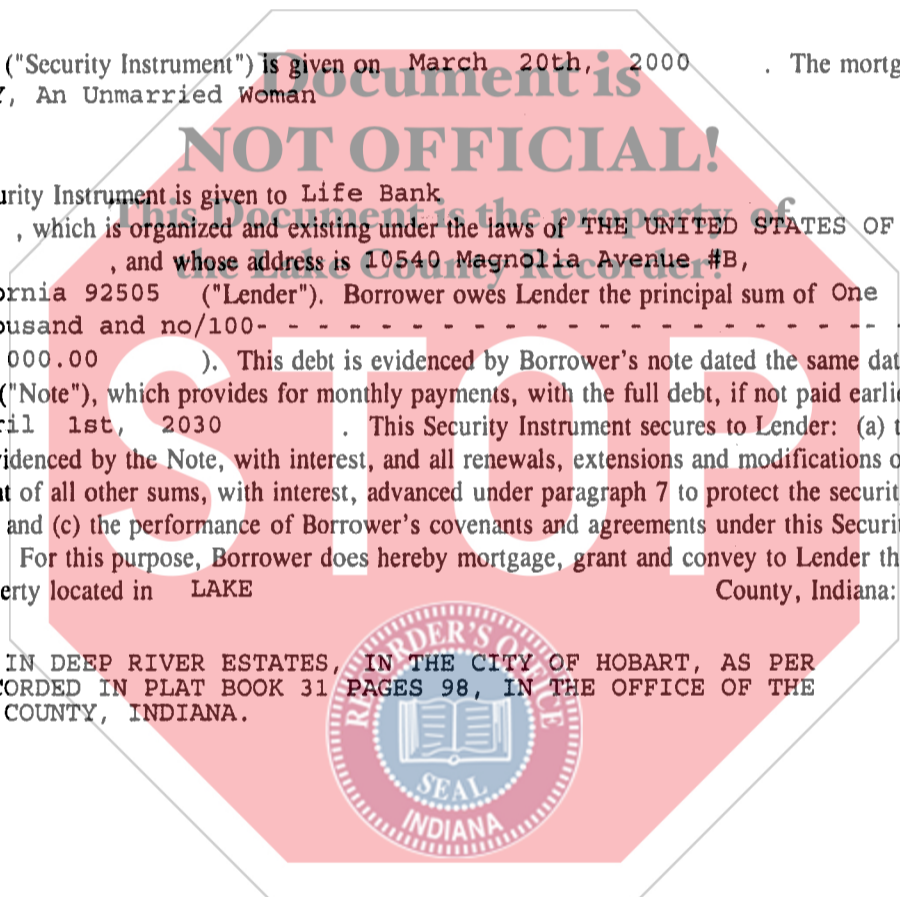 ("Security Instrument") is given on March 20th, 2000 . The mortg
Document is
Y, An Unmarried Woman
NOT OFFICIAL!
urity Instrument is given to Life Bank
This Document is the property of
, which is organized and existing under the laws of THE UNITED STATES OF
the Lake County Recorder!
, and whose address is 10540 Magnolia Avenue #B,
ornia 92505 ("Lender"). Borrower owes Lender the principal sum of One
ousand and no/100- - - - - - - - - - - - - - - - - - - - - - -- -
000.00 ). This debt is evidenced by Borrower's note dated the same dat
("Note"), which provides for monthly payments, with the full debt, if not paid earlie
ril 1st, 2030 . This Security Instrument secures to Lender: (a) t
videnced by the Note, with interest, and all renewals, extensions and modifications o
STOP
nt of all other sums, with interest, advanced under paragraph 7 to protect the securit
and (c) the performance of Borrower's covenants and agreements under this Securi
For this purpose, Borrower does hereby mortgage, grant and convey to Lender th
erty located in LAKE County, Indiana:
IN DEEP RIVER ESTATES, IN THE CITY OF HOBART, AS PER
CORDED IN PLAT BOOK 31 PAGES 98, IN THE OFFICE OF THE
COUNTY, INDIANA.
RECORDER'S OFFICE
SEAL
INDIANA